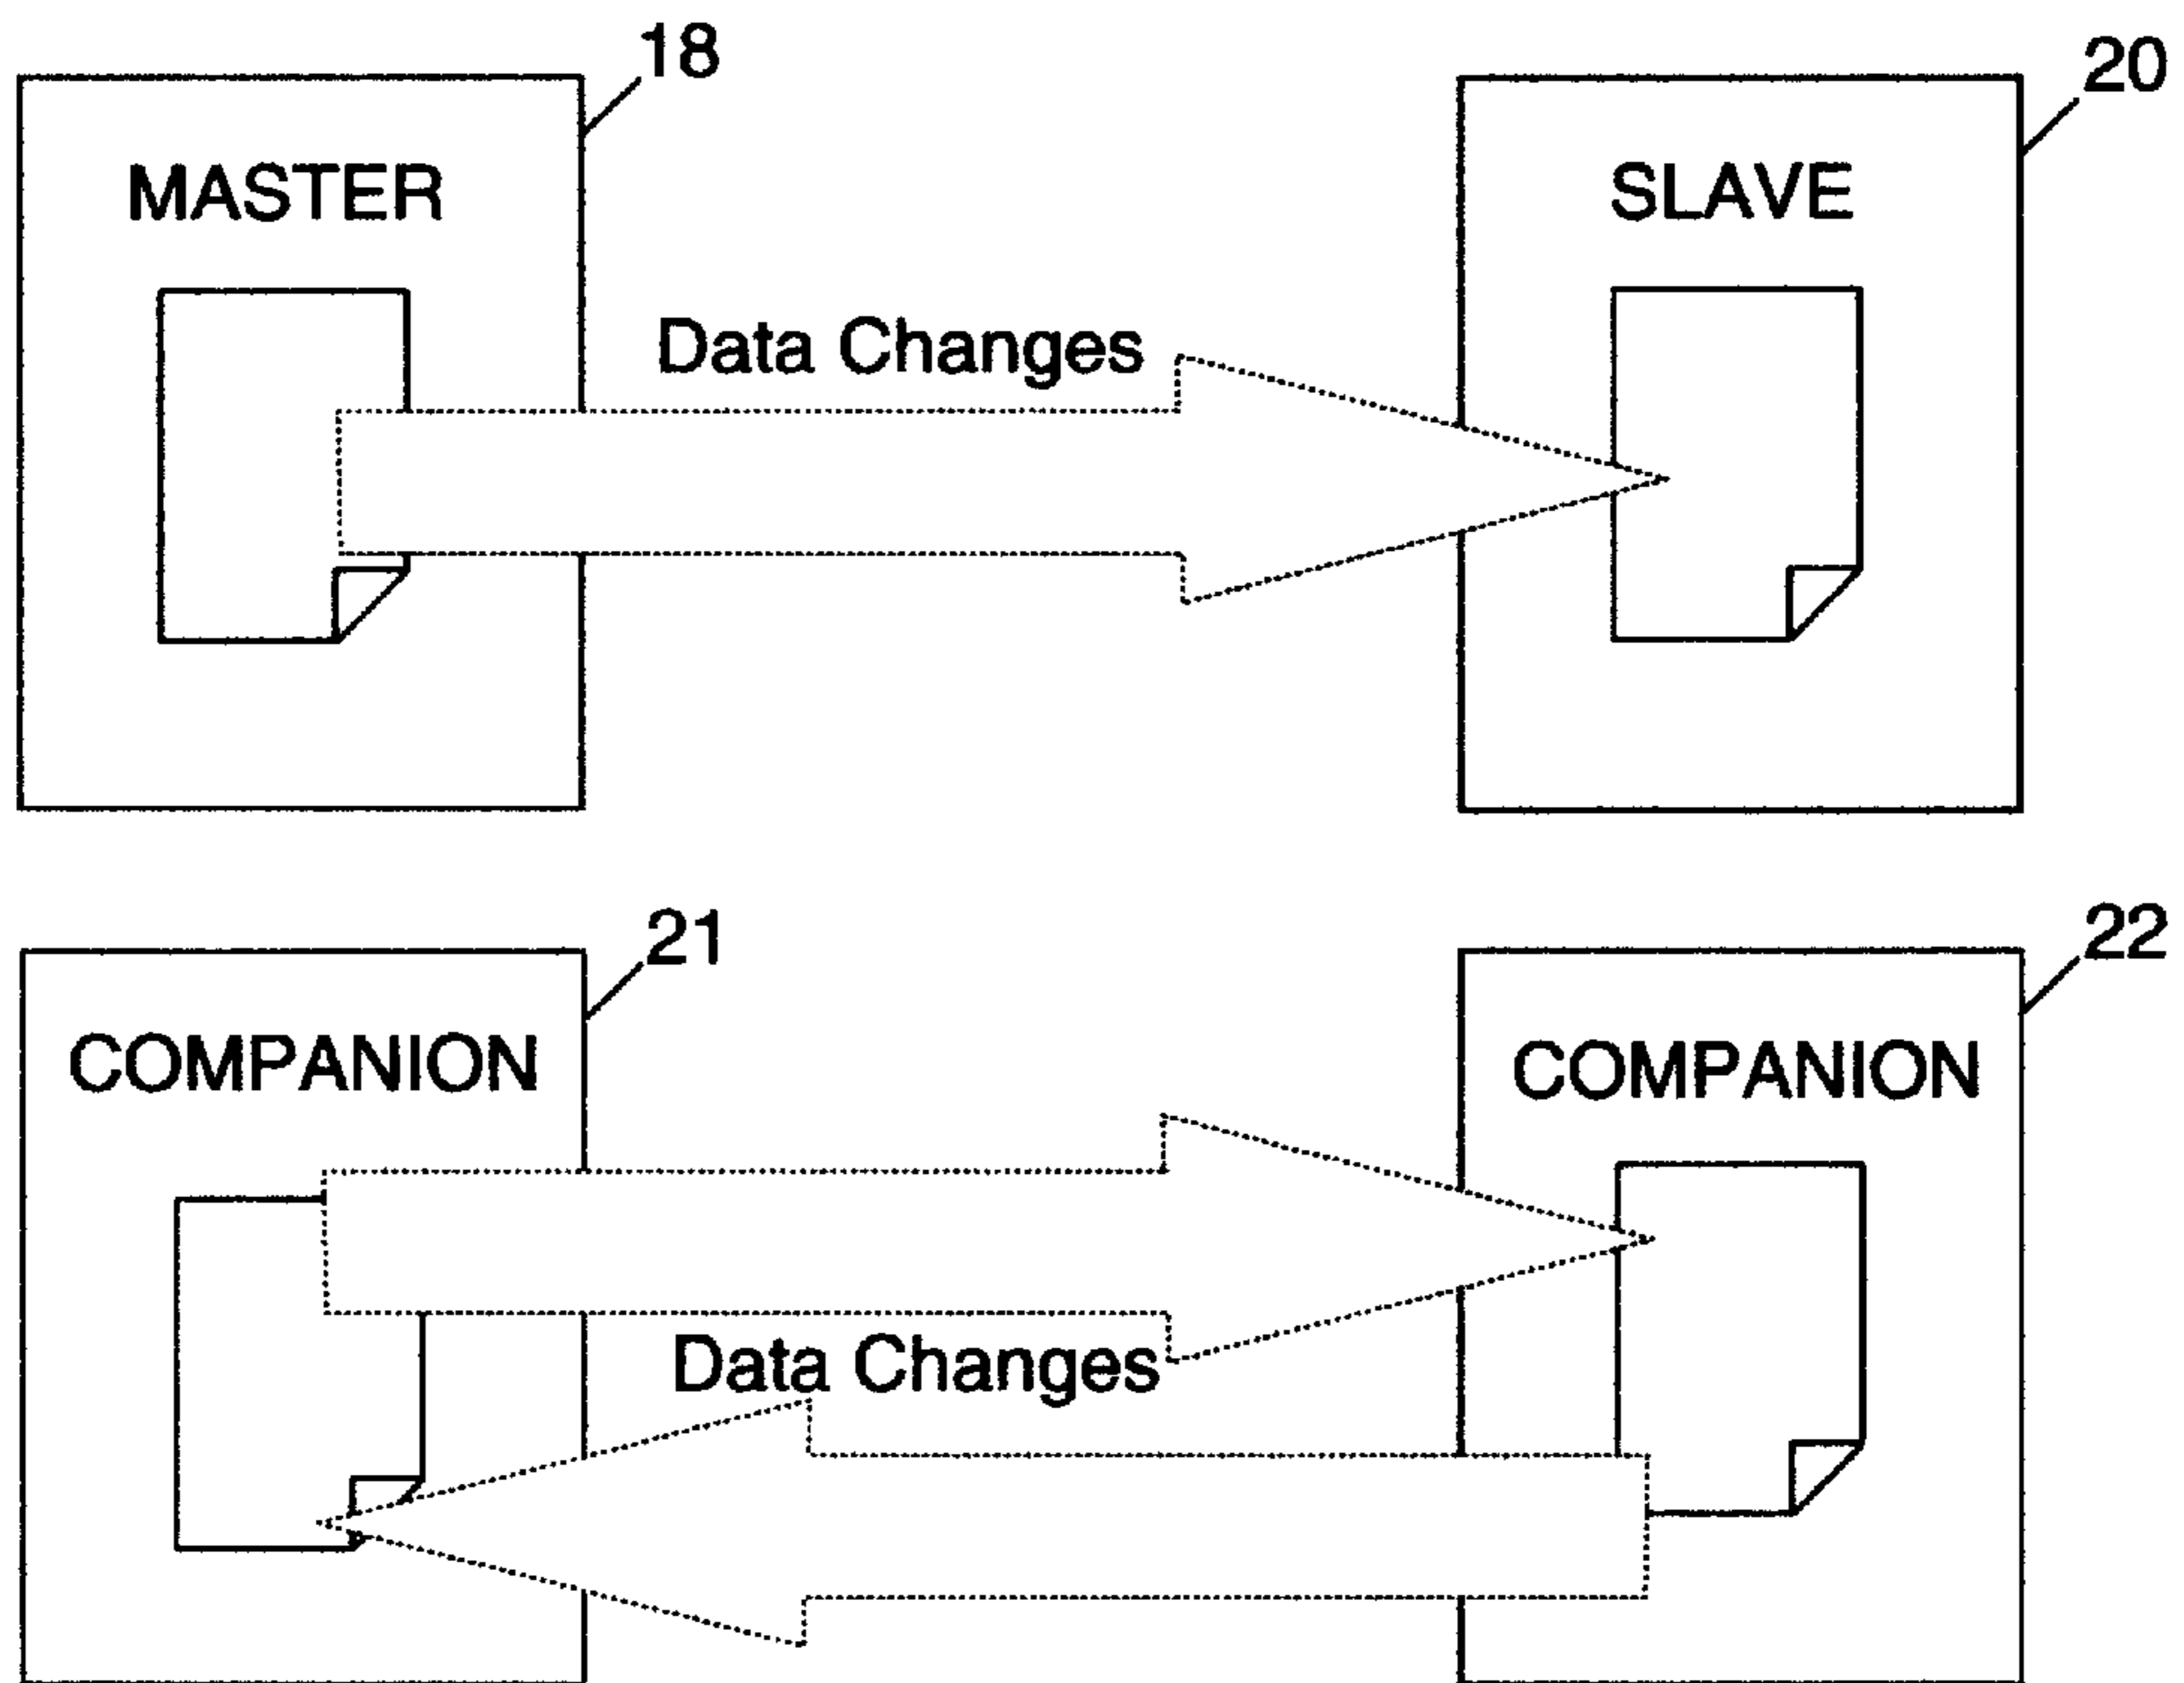 18
20
MASTER
SLAVE
Data Changes
21
22
COMPANION
COMPANION
Data Changes